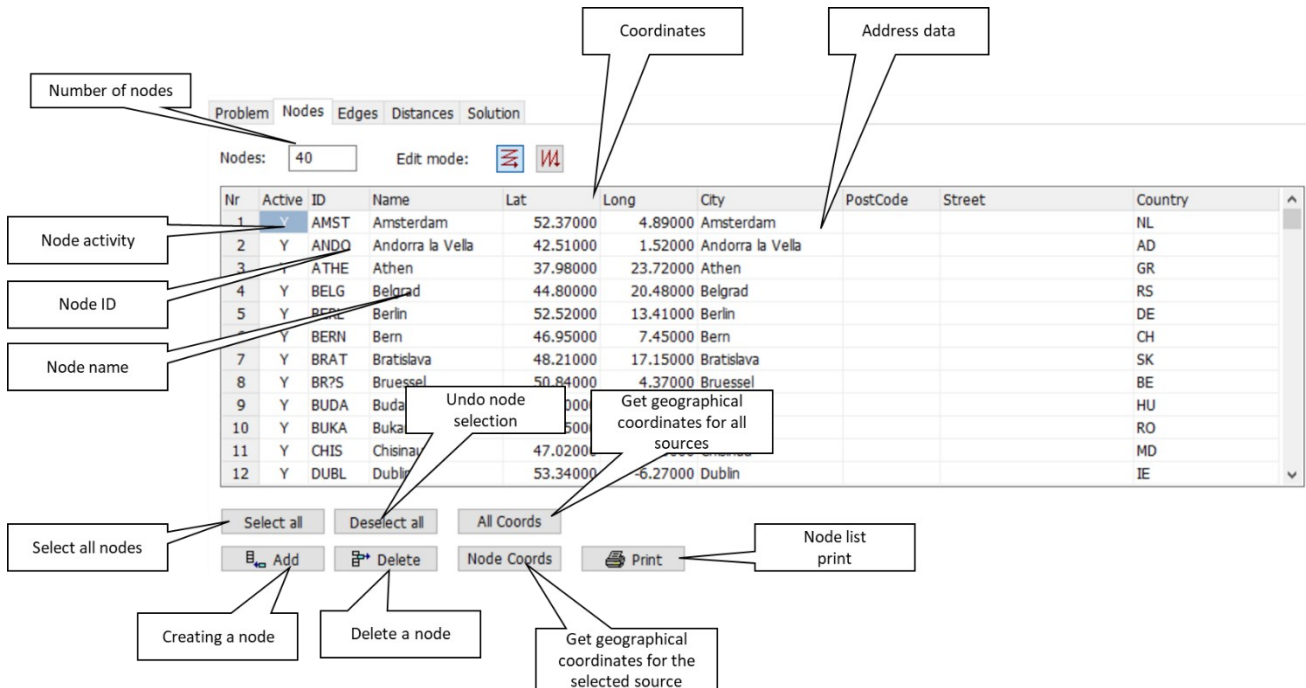 Coordinates
Address data
Number of nodes
Problem Nodes Edges Distances Solution
Nodes: 40 Edit mode:
Nr Active ID Name Lat Long City PostCode Street Country
1 Y AMST Amsterdam 52.37000 4.89000 Amsterdam NL
Node activity
2 Y ANDO Andorra la Vella 42.51000 1.52000 Andorra la Vella AD
3 Y ATHE Athen 37.98000 23.72000 Athen GR
Node ID
4 Y BELG Belgrad 44.80000 20.48000 Belgrad RS
5 Y BERL Berlin 52.52000 13.41000 Berlin DE
Y BERN Bern 46.95000 7.45000 Bern CH
Node name
7 Y BRAT Bratislava 48.21000 17.15000 Bratislava SK
8 Y BR?S Bruessel 50.84000 4.37000 Bruessel BE
Undo node
selection
Get geographical
coordinates for all
sources
9 Y BUDA HU
10 Y BUKA RO
11 Y CHIS Chisinau 47.02000 MD
12 Y DUBL Dublin 53.34000 -6.27000 Dublin IE
Select all Deselect all All Coords
Select all nodes
Add Delete Node Coords Print
Node list
print
Creating a node
Delete a node
Get geographical
coordinates for the
selected source